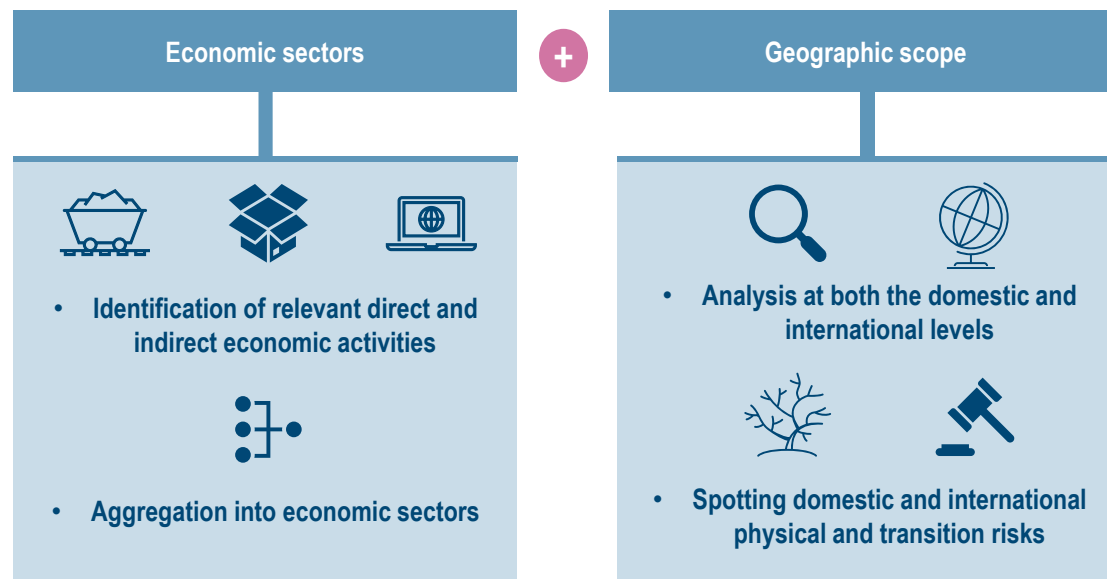 Economic sectors
+
Geographic scope
• Identification of relevant direct and
indirect economic activities
• Aggregation into economic sectors
• Analysis at both the domestic and
international levels
• Spotting domestic and international
physical and transition risks